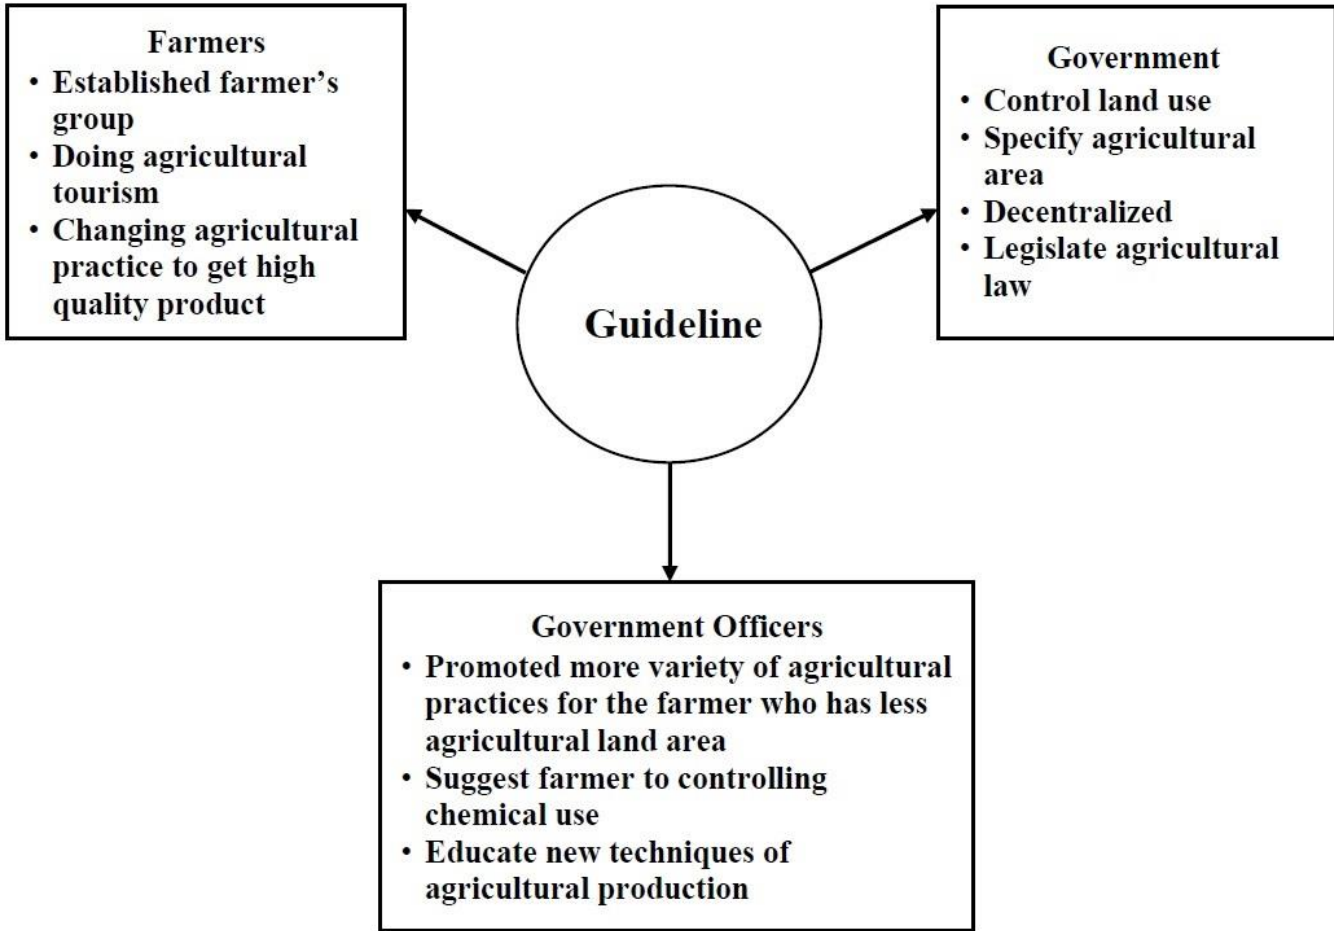 Farmers
• Established farmer’s
group
• Doing agricultural
tourism
• Changing agricultural
practice to get high
quality product
Government
• Control land use
• Specify agricultural
area
• Decentralized
• Legislate agricultural
law
Guideline
Government Officers
• Promoted more variety of agricultural
practices for the farmer who has less
agricultural land area
• Suggest farmer to controlling
chemical use
• Educate new techniques of
agricultural production